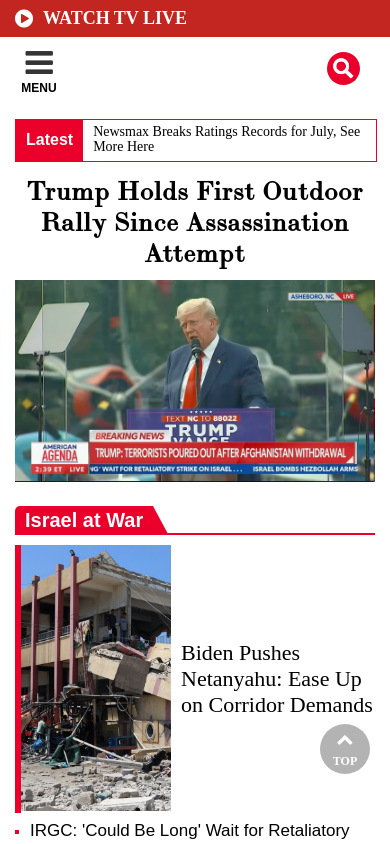 WATCH TV LIVE
MENU
Latest
Newsmax Breaks Ratings Records for July, See
More Here
Trump Holds First Outdoor
Rally Since Assassination
Attempt
ASHEBORO, NC LIVE
TEXT NC TO 88022
TRUMP
VANCE
AMERICAN
AGENDA
BREAKING NEWS
TRUMP: TERRORISTS POURED OUT AFTER AFGHANISTAN WITHDRAWAL
2:39 ET LIVE
NG' WAIT FOR RETALIATORY STRIKE ON ISRAEL . . . ISRAEL BOMBS HEZBOLLAH ARMS
Israel at War
Biden Pushes
Netanyahu: Ease Up
on Corridor Demands
TOP
IRGC: 'Could Be Long' Wait for Retaliatory